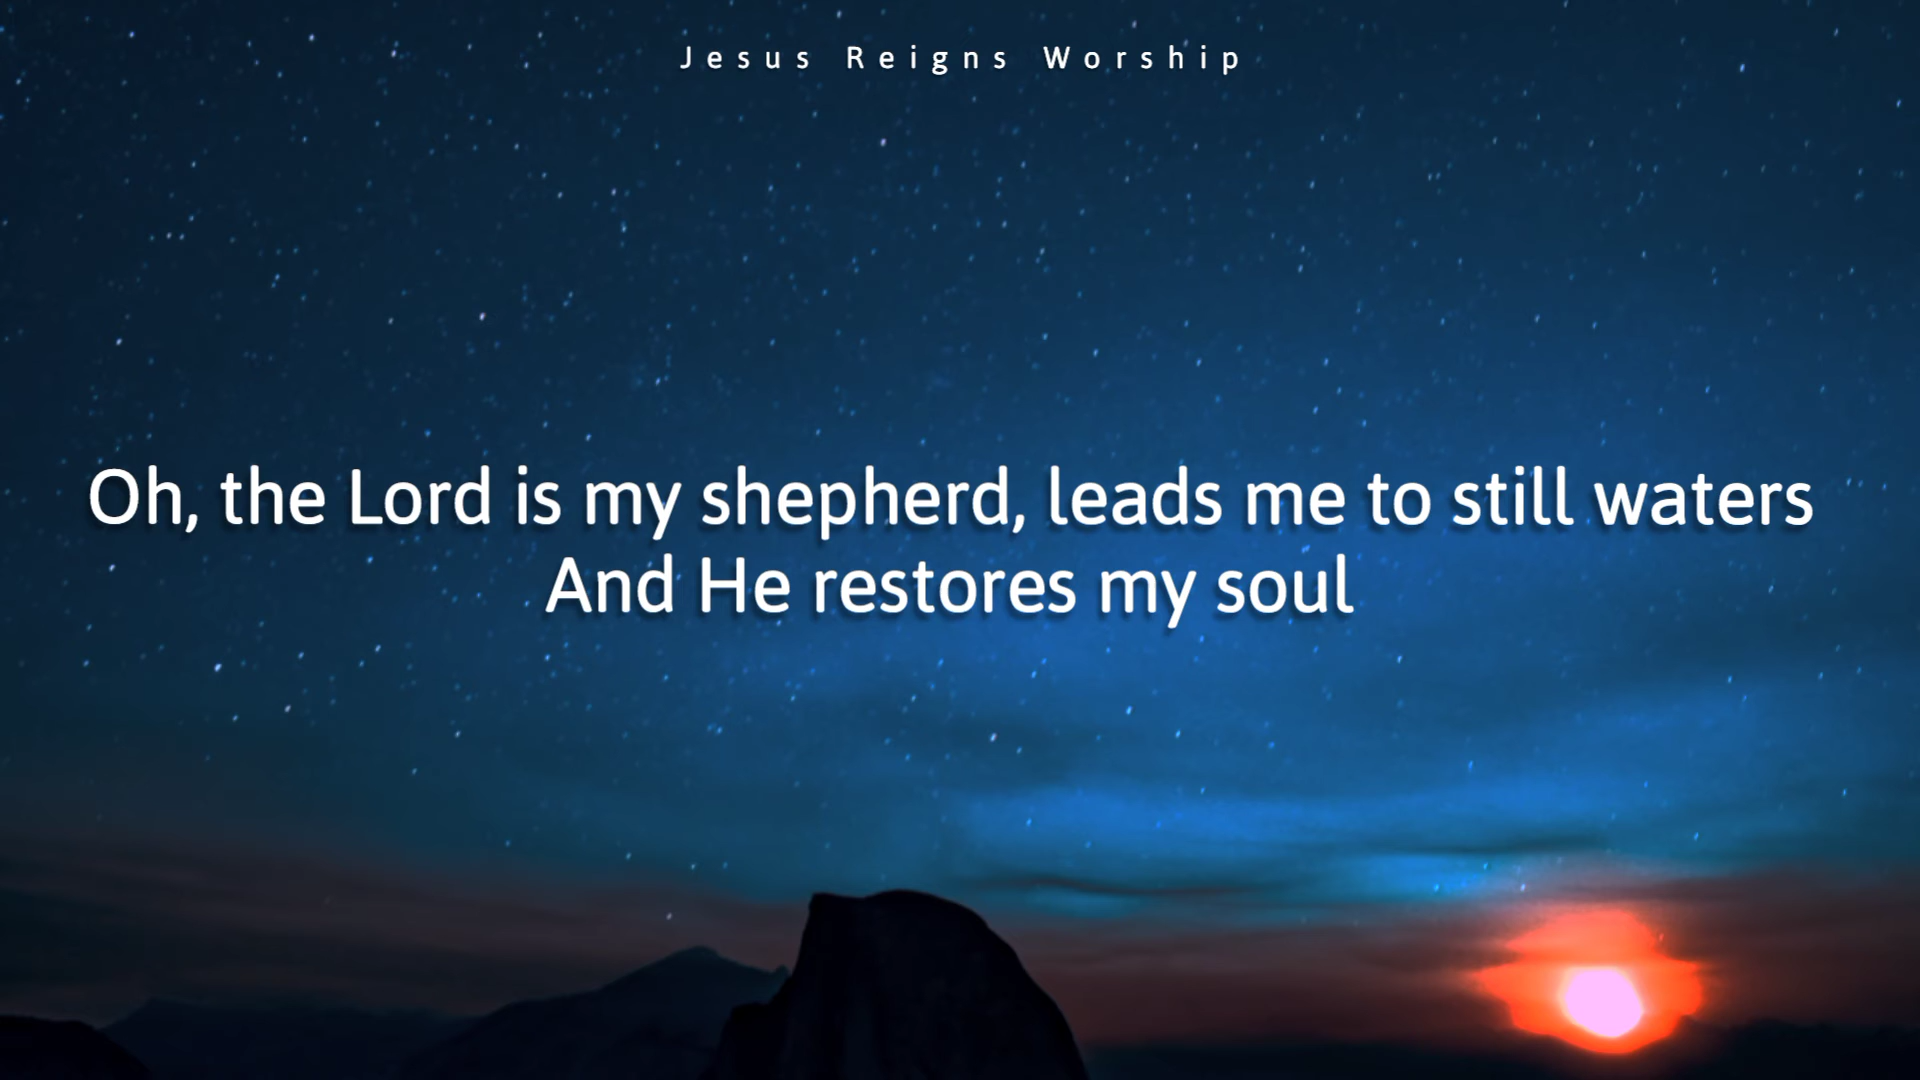 Jesus Reigns Worship
Oh, the Lord is my shepherd, leads me to still waters
And He restores my soul